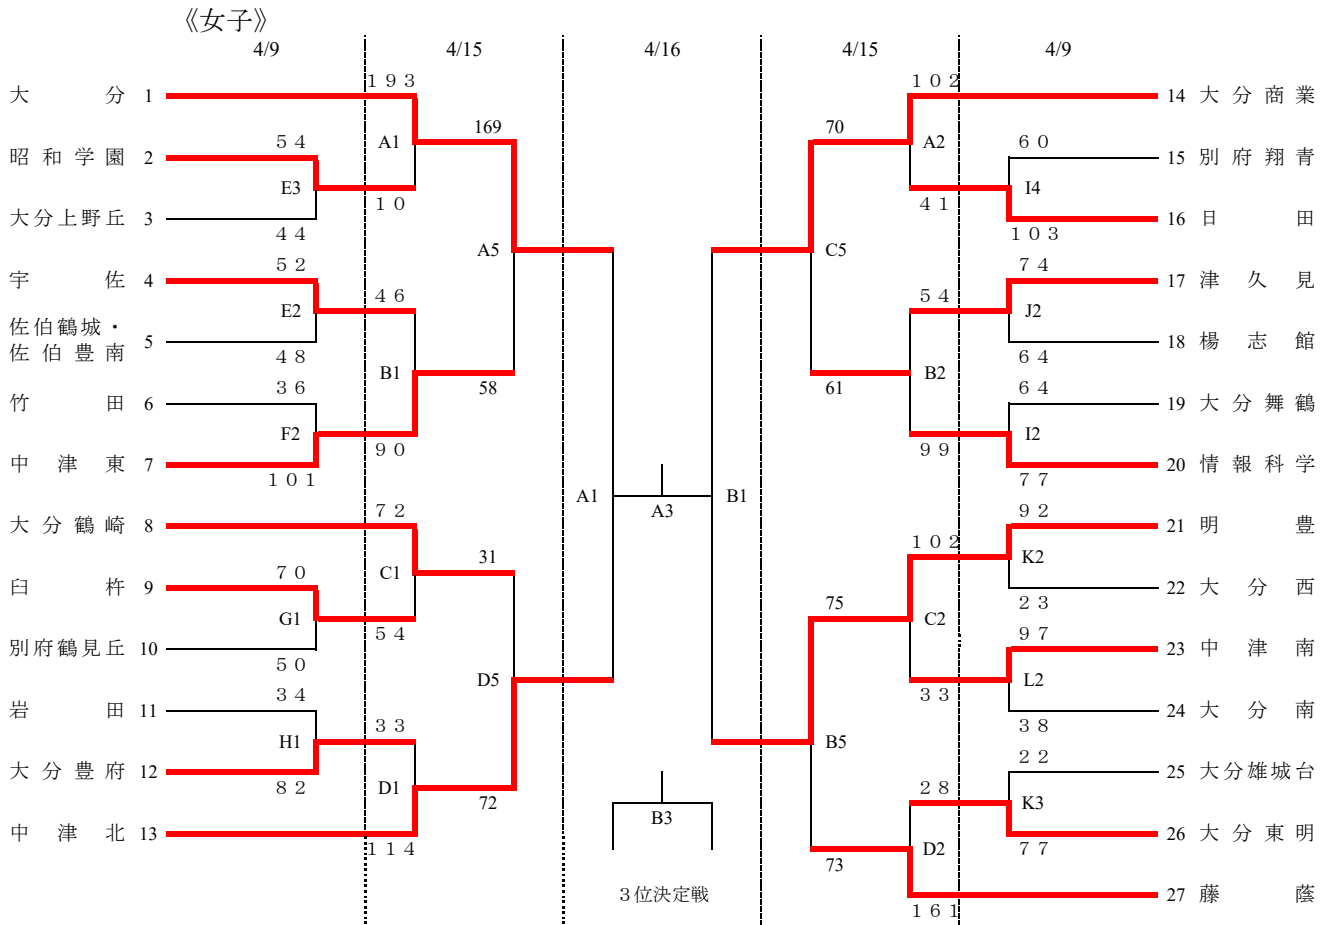 《女子》
4/9 4/15 4/16 4/15 4/9
大分 1
昭和学園 2
大分上野丘 3
宇佐 4
佐伯鶴城・
佐伯豊南 5
竹田 6
中津東 7
大分鶴崎 8
臼杵 9
別府鶴見丘 10
岩田 11
大分豊府 12
中津北 13
54
E3
44
52
E2
48
36
F2
101
70
G1
50
34
H1
82
193
A1
10
46
B1
90
72
C1
54
33
D1
114
169
A5
58
31
D5
72
A1
A3
B1
B3
3位決定戦
70
C5
61
75
B5
73
102
A2
41
54
B2
99
102
C2
33
28
D2
161
60
I4
103
74
J2
64
64
I2
77
92
K2
23
97
L2
38
22
K3
77
14 大分商業
15 別府翔青
16 日田
17 津久見
18 楊志館
19 大分舞鶴
20 情報科学
21 明豊
22 大分西
23 中津南
24 大分南
25 大分雄城台
26 大分東明
27 藤蔭